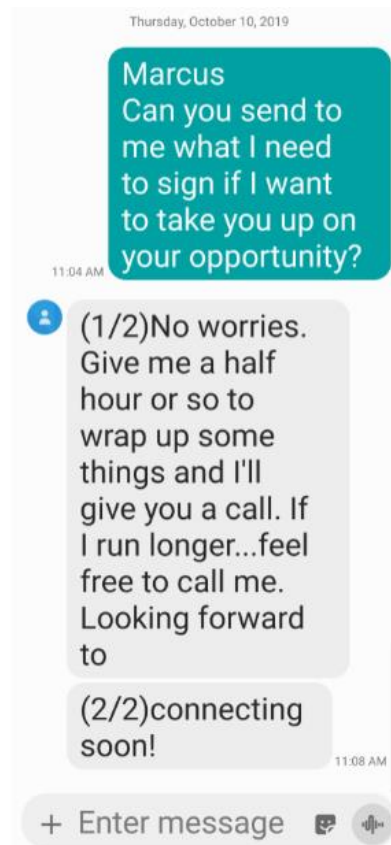 Thursday, October 10, 2019
Marcus
Can you send to
me what I need
to sign if I want
to take you up on
your opportunity?
11:04 AM
(1/2)No worries.
Give me a half
hour or so to
wrap up some
things and I'll
give you a call. If
I run longer...feel
free to call me.
Looking forward
to
(2/2)connecting
soon!
11:08 AM
+ Enter message